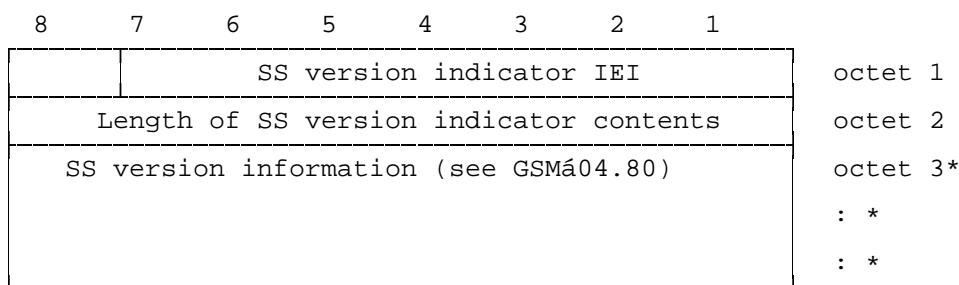 8 7 6 5 4 3 2 1
SS version indicator IEI octet 1
Length of SS version indicator contents octet 2
SS version information (see GSMá04.80) octet 3*
: *
: *